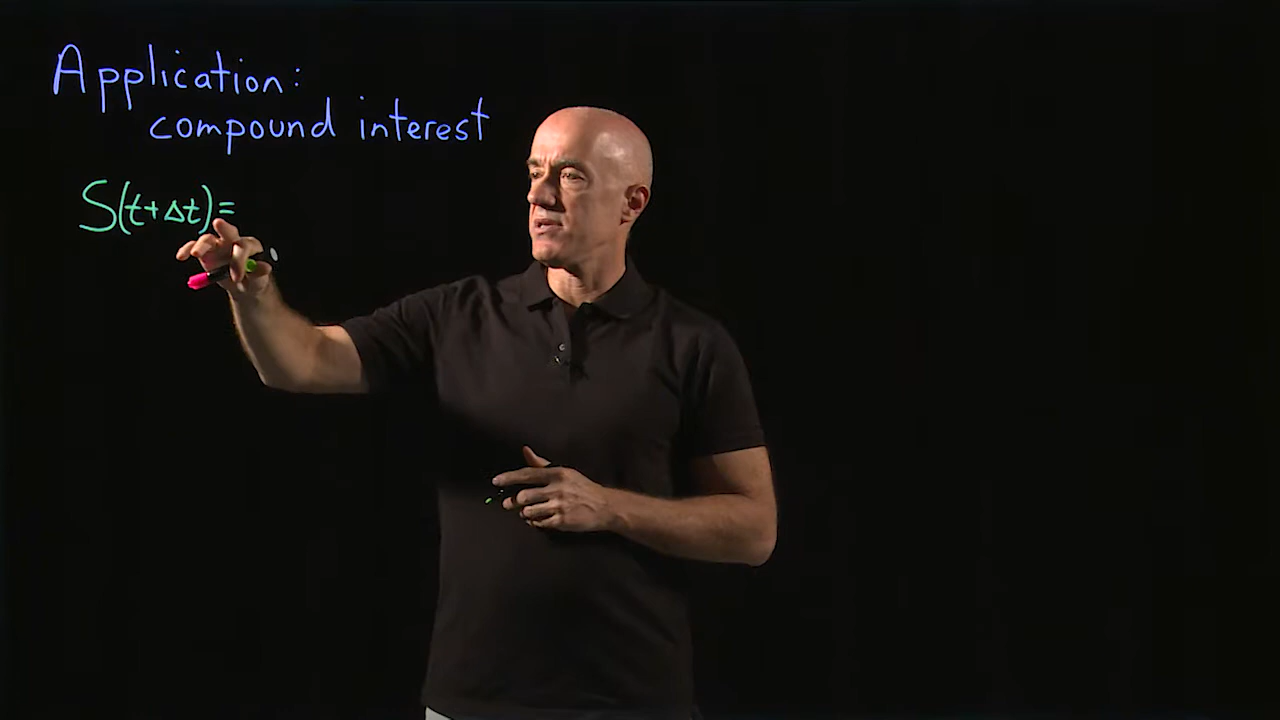 Application:
compound interest
S(t+Δt)=